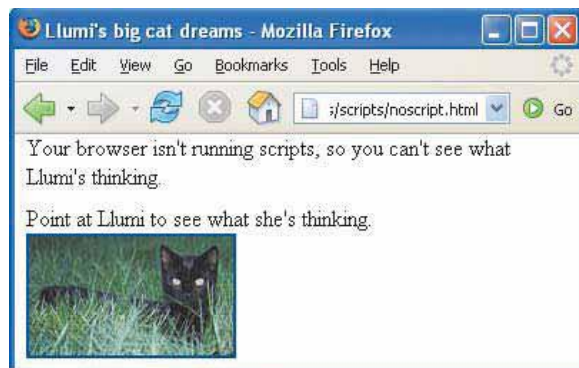 Llumi's big cat dreams - Mozilla Firefox
File Edit View Go Bookmarks Tools Help
:/scripts/noscript.html Go
Your browser isn't running scripts, so you can't see what
Llumi's thinking.
Point at Llumi to see what she's thinking.